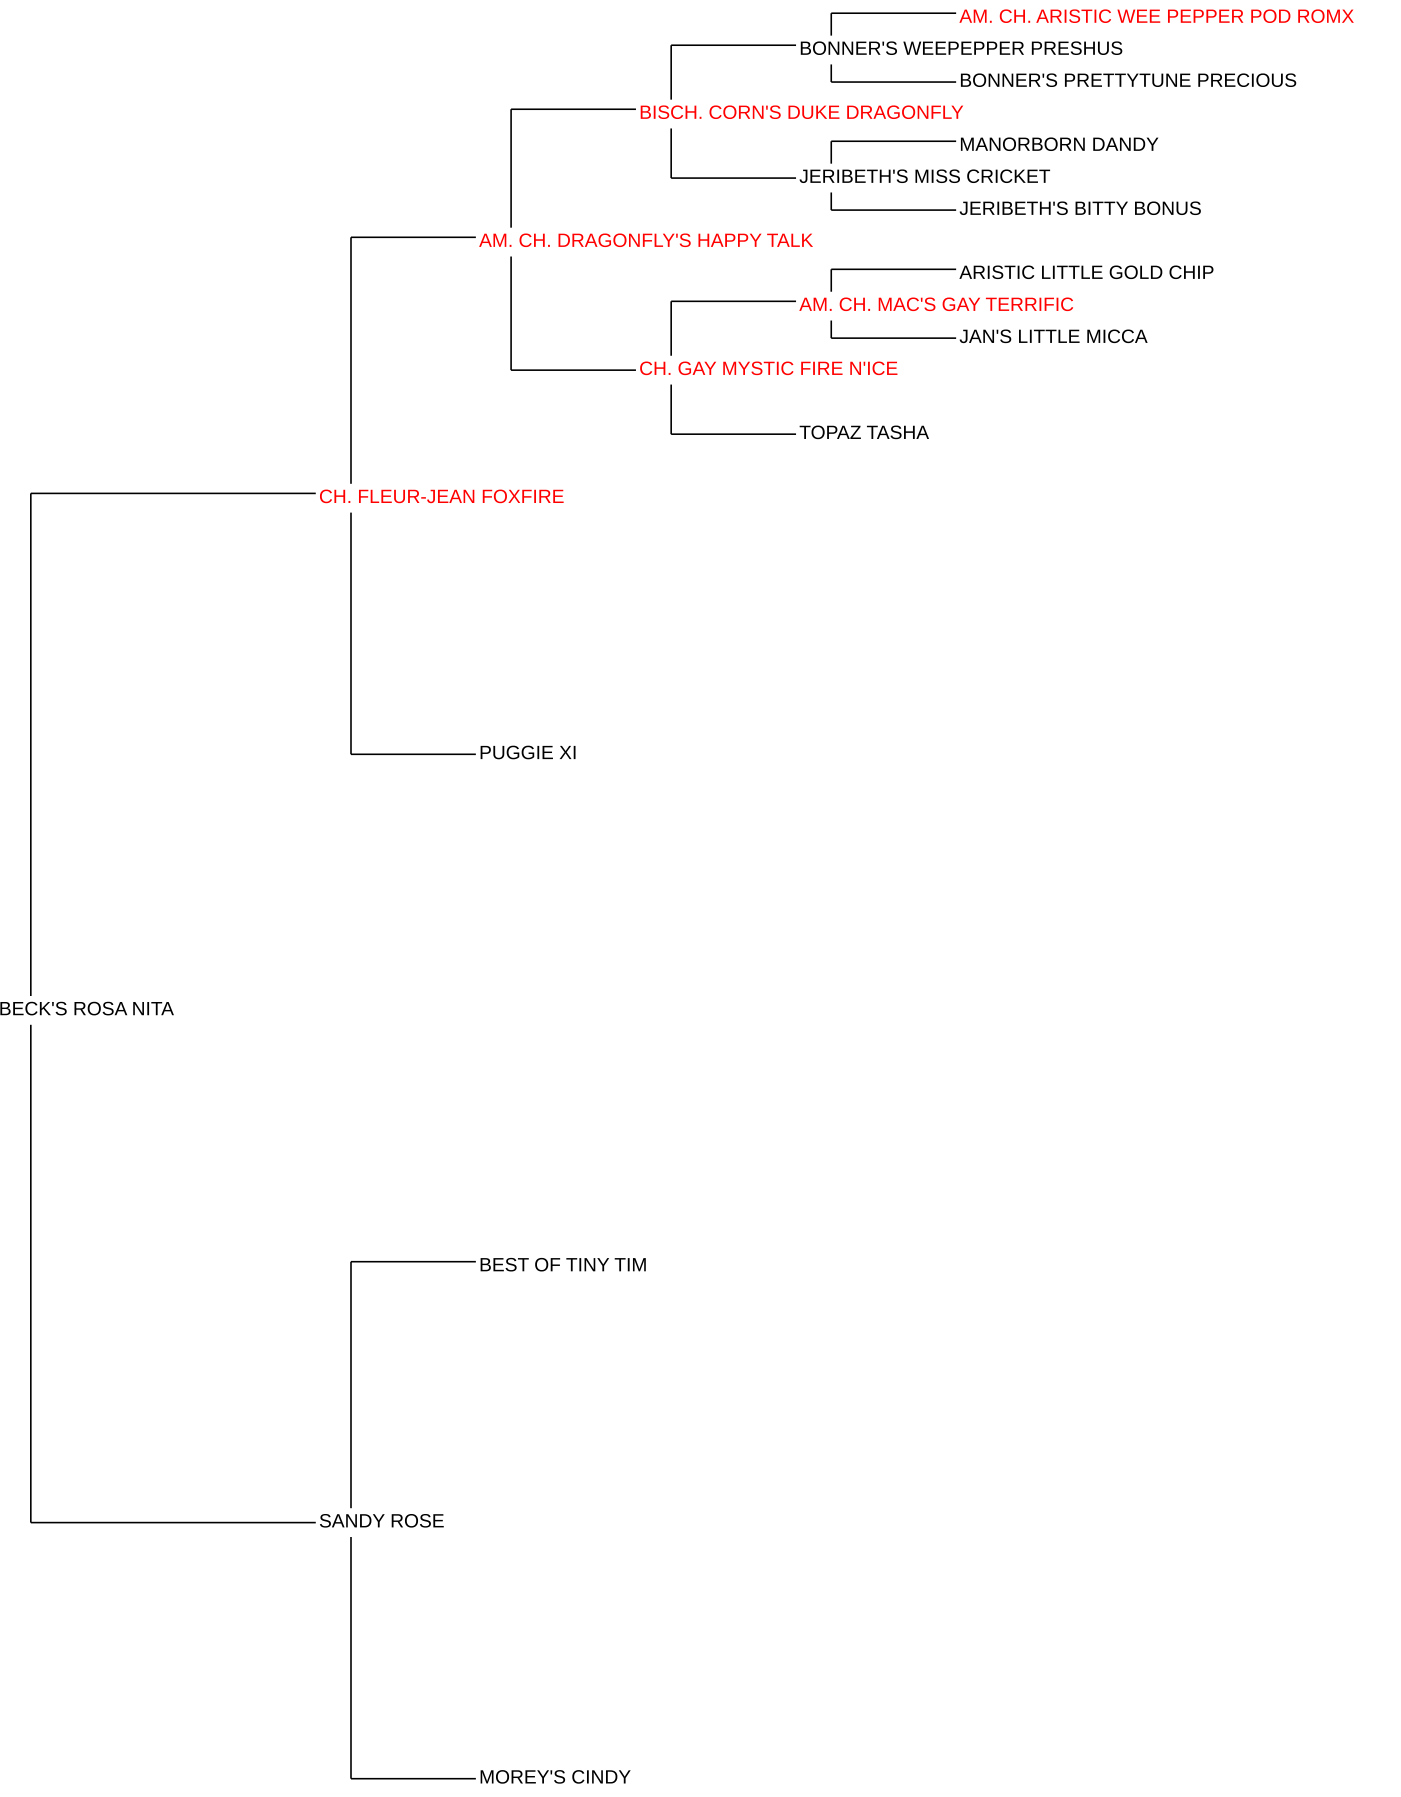 AM. CH. ARISTIC WEE PEPPER POD ROMX
BONNER'S WEEPEPPER PRESHUS
BONNER'S PRETTYTUNE PRECIOUS
BISCH. CORN'S DUKE DRAGONFLY
MANORBORN DANDY
JERIBETH'S MISS CRICKET
JERIBETH'S BITTY BONUS
AM. CH. DRAGONFLY'S HAPPY TALK
ARISTIC LITTLE GOLD CHIP
AM. CH. MAC'S GAY TERRIFIC
JAN'S LITTLE MICCA
CH. GAY MYSTIC FIRE N'ICE
TOPAZ TASHA
CH. FLEUR-JEAN FOXFIRE
PUGGIE XI
BECK'S ROSA NITA
BEST OF TINY TIM
SANDY ROSE
MOREY'S CINDY